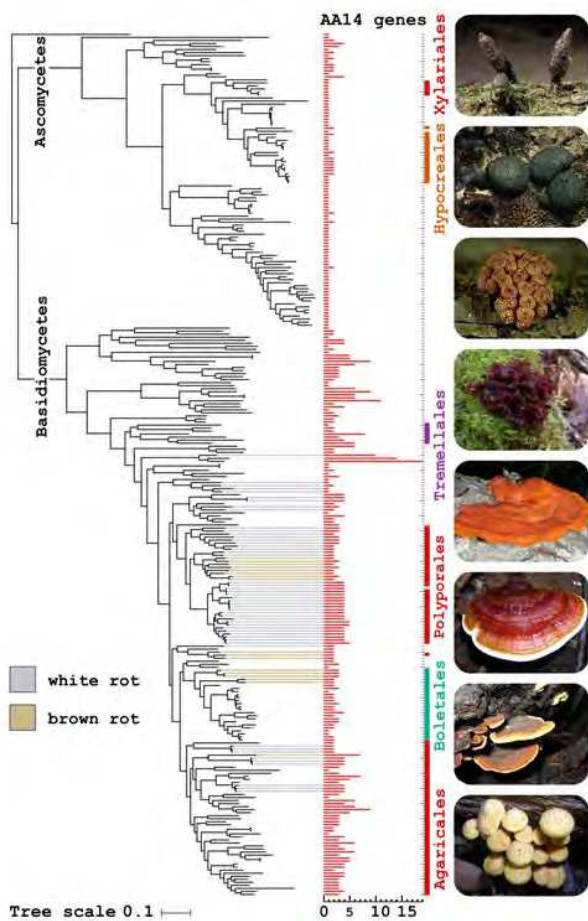 AA14 genes
Ascomycetes
Xylariales
Hypocreales
Basidiomycetes
Tremellales
Polyporales
white rot
brown rot
Boletales
Agaricales
Tree scale 0.1
0 5 10 15